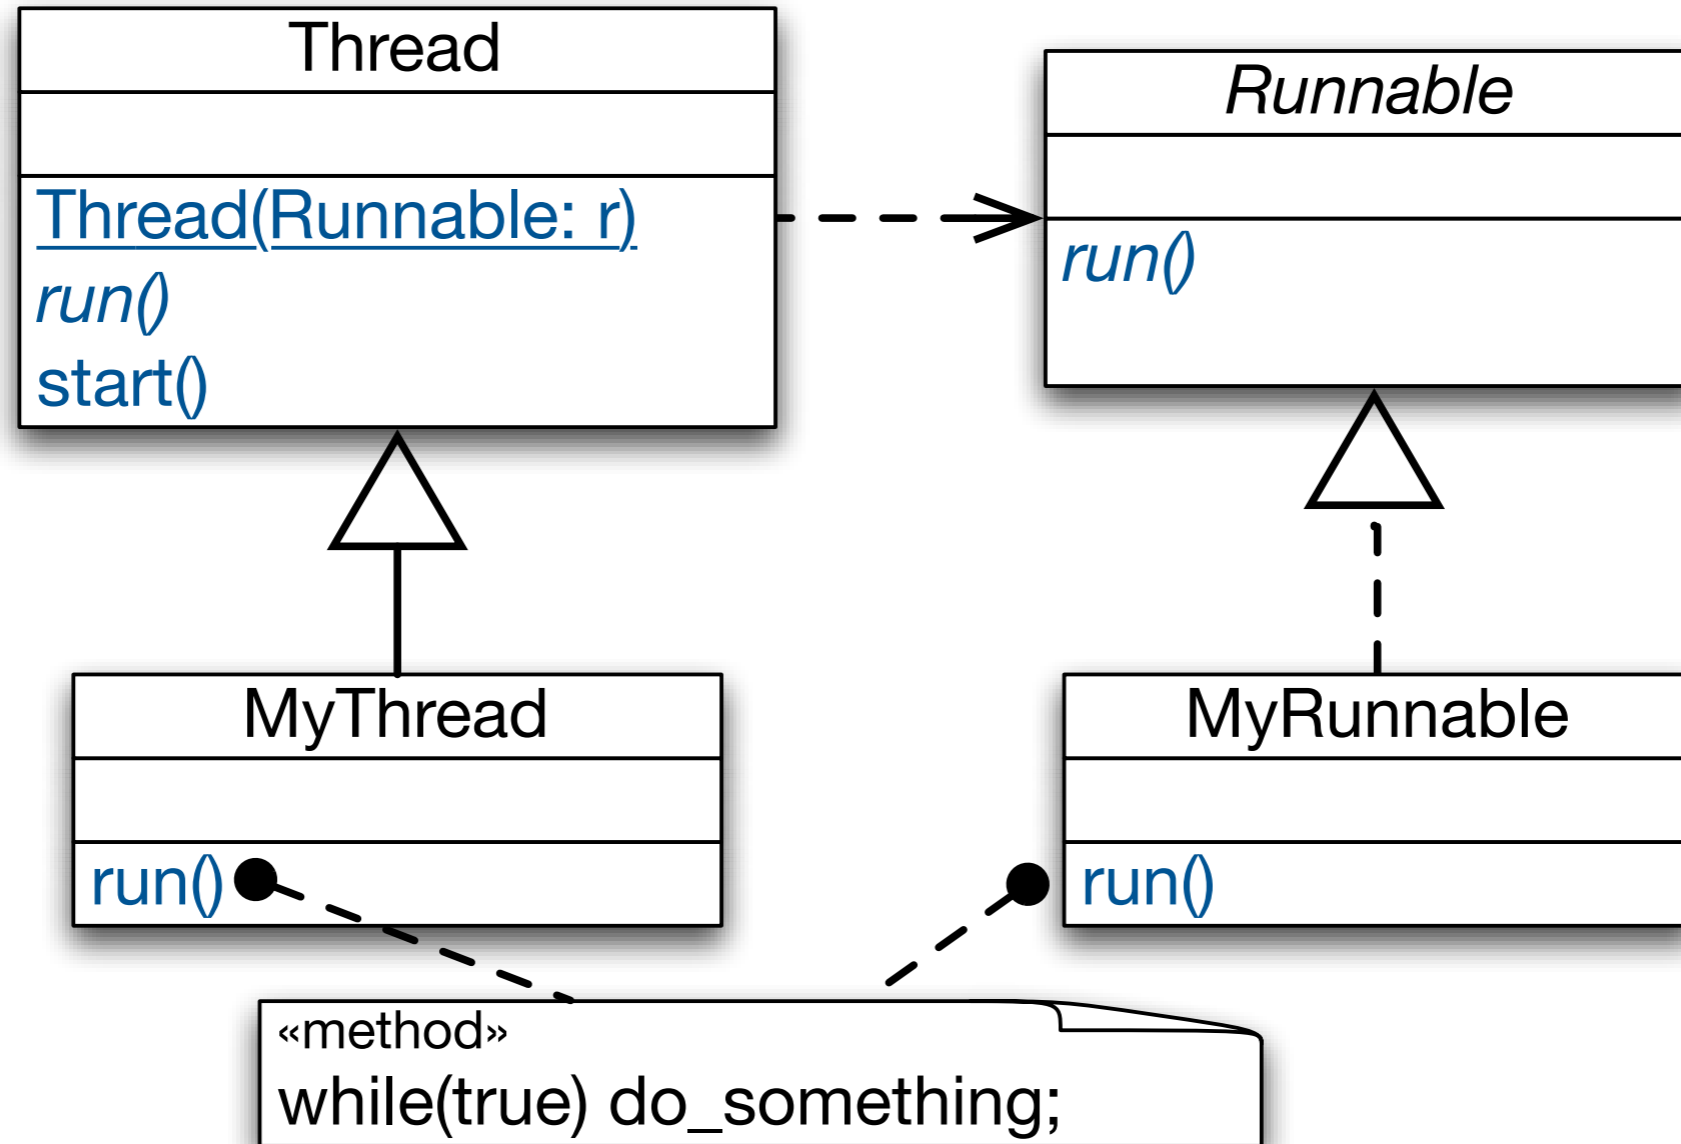 Thread
Thread(Runnable: r)
run()
start()
Runnable
run()
MyThread
run()
MyRunnable
run()
«method»
while(true) do_something;